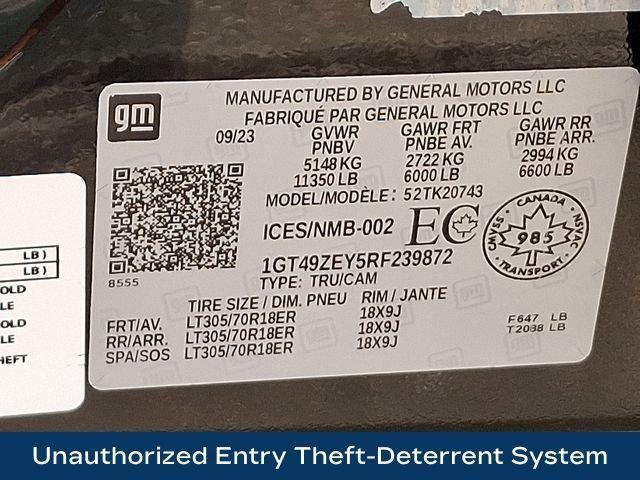 gm
MANUFACTURED BY GENERAL MOTORS LLC
FABRIQUÉ PAR GENERAL MOTORS LLC
09/23 GVWR GAWR FRT GAWR RR
PNBV PNBE AV. PNBE ARR.
5148 KG 2722 KG 2994 KG
11350 LB 6000 LB 6600 LB
MODEL/MODÈLE: 52TK20743
ICES/NMB-002 EC
CANADA
CMVSS 985 NSVAC
TRANSPORT
1GT49ZEY5RF239872
8555
TYPE: TRU/CAM
TIRE SIZE / DIM. PNEU RIM / JANTE
FRT/AV. LT305/70R18ER 18X9J
RR/ARR. LT305/70R18ER 18X9J
SPA/SOS LT305/70R18ER 18X9J
F647 LB
T2038 LB
LB )
LB )
OLD
LE
OLD
LE
HEFT
Unauthorized Entry Theft-Deterrent System